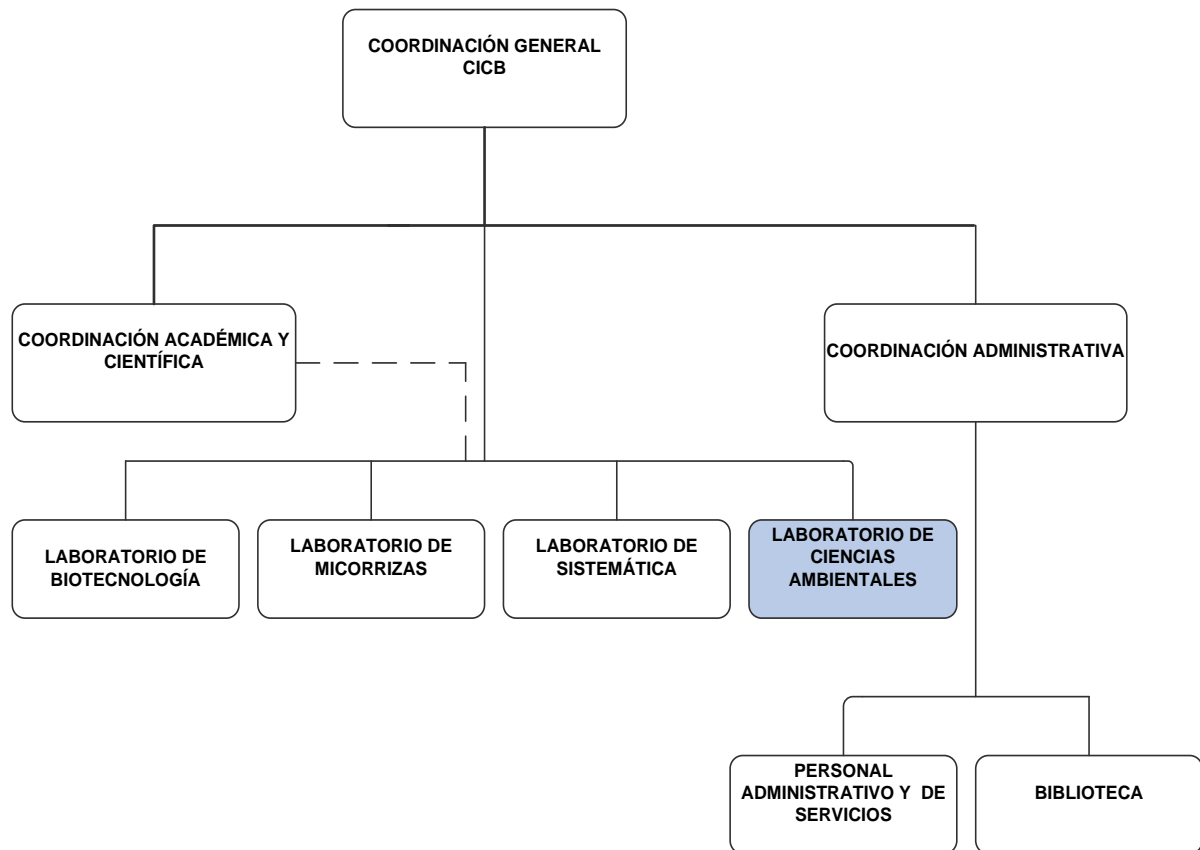 COORDINACIÓN GENERAL
CICB
COORDINACIÓN ACADÉMICA Y
CIENTÍFICA
COORDINACIÓN ADMINISTRATIVA
LABORATORIO DE
BIOTECNOLOGÍA
LABORATORIO DE
MICORRIZAS
LABORATORIO DE
SISTEMÁTICA
LABORATORIO DE
CIENCIAS
AMBIENTALES
PERSONAL
ADMINISTRATIVO Y DE
SERVICIOS
BIBLIOTECA